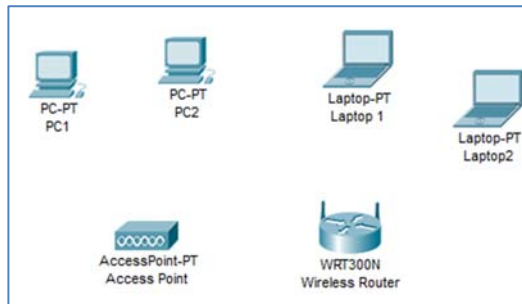 PC-PT
PC1
PC-PT
PC2
Laptop-PT
Laptop 1
Laptop-PT
Laptop2
AccessPoint-PT
Access Point
WRT300N
Wireless Router